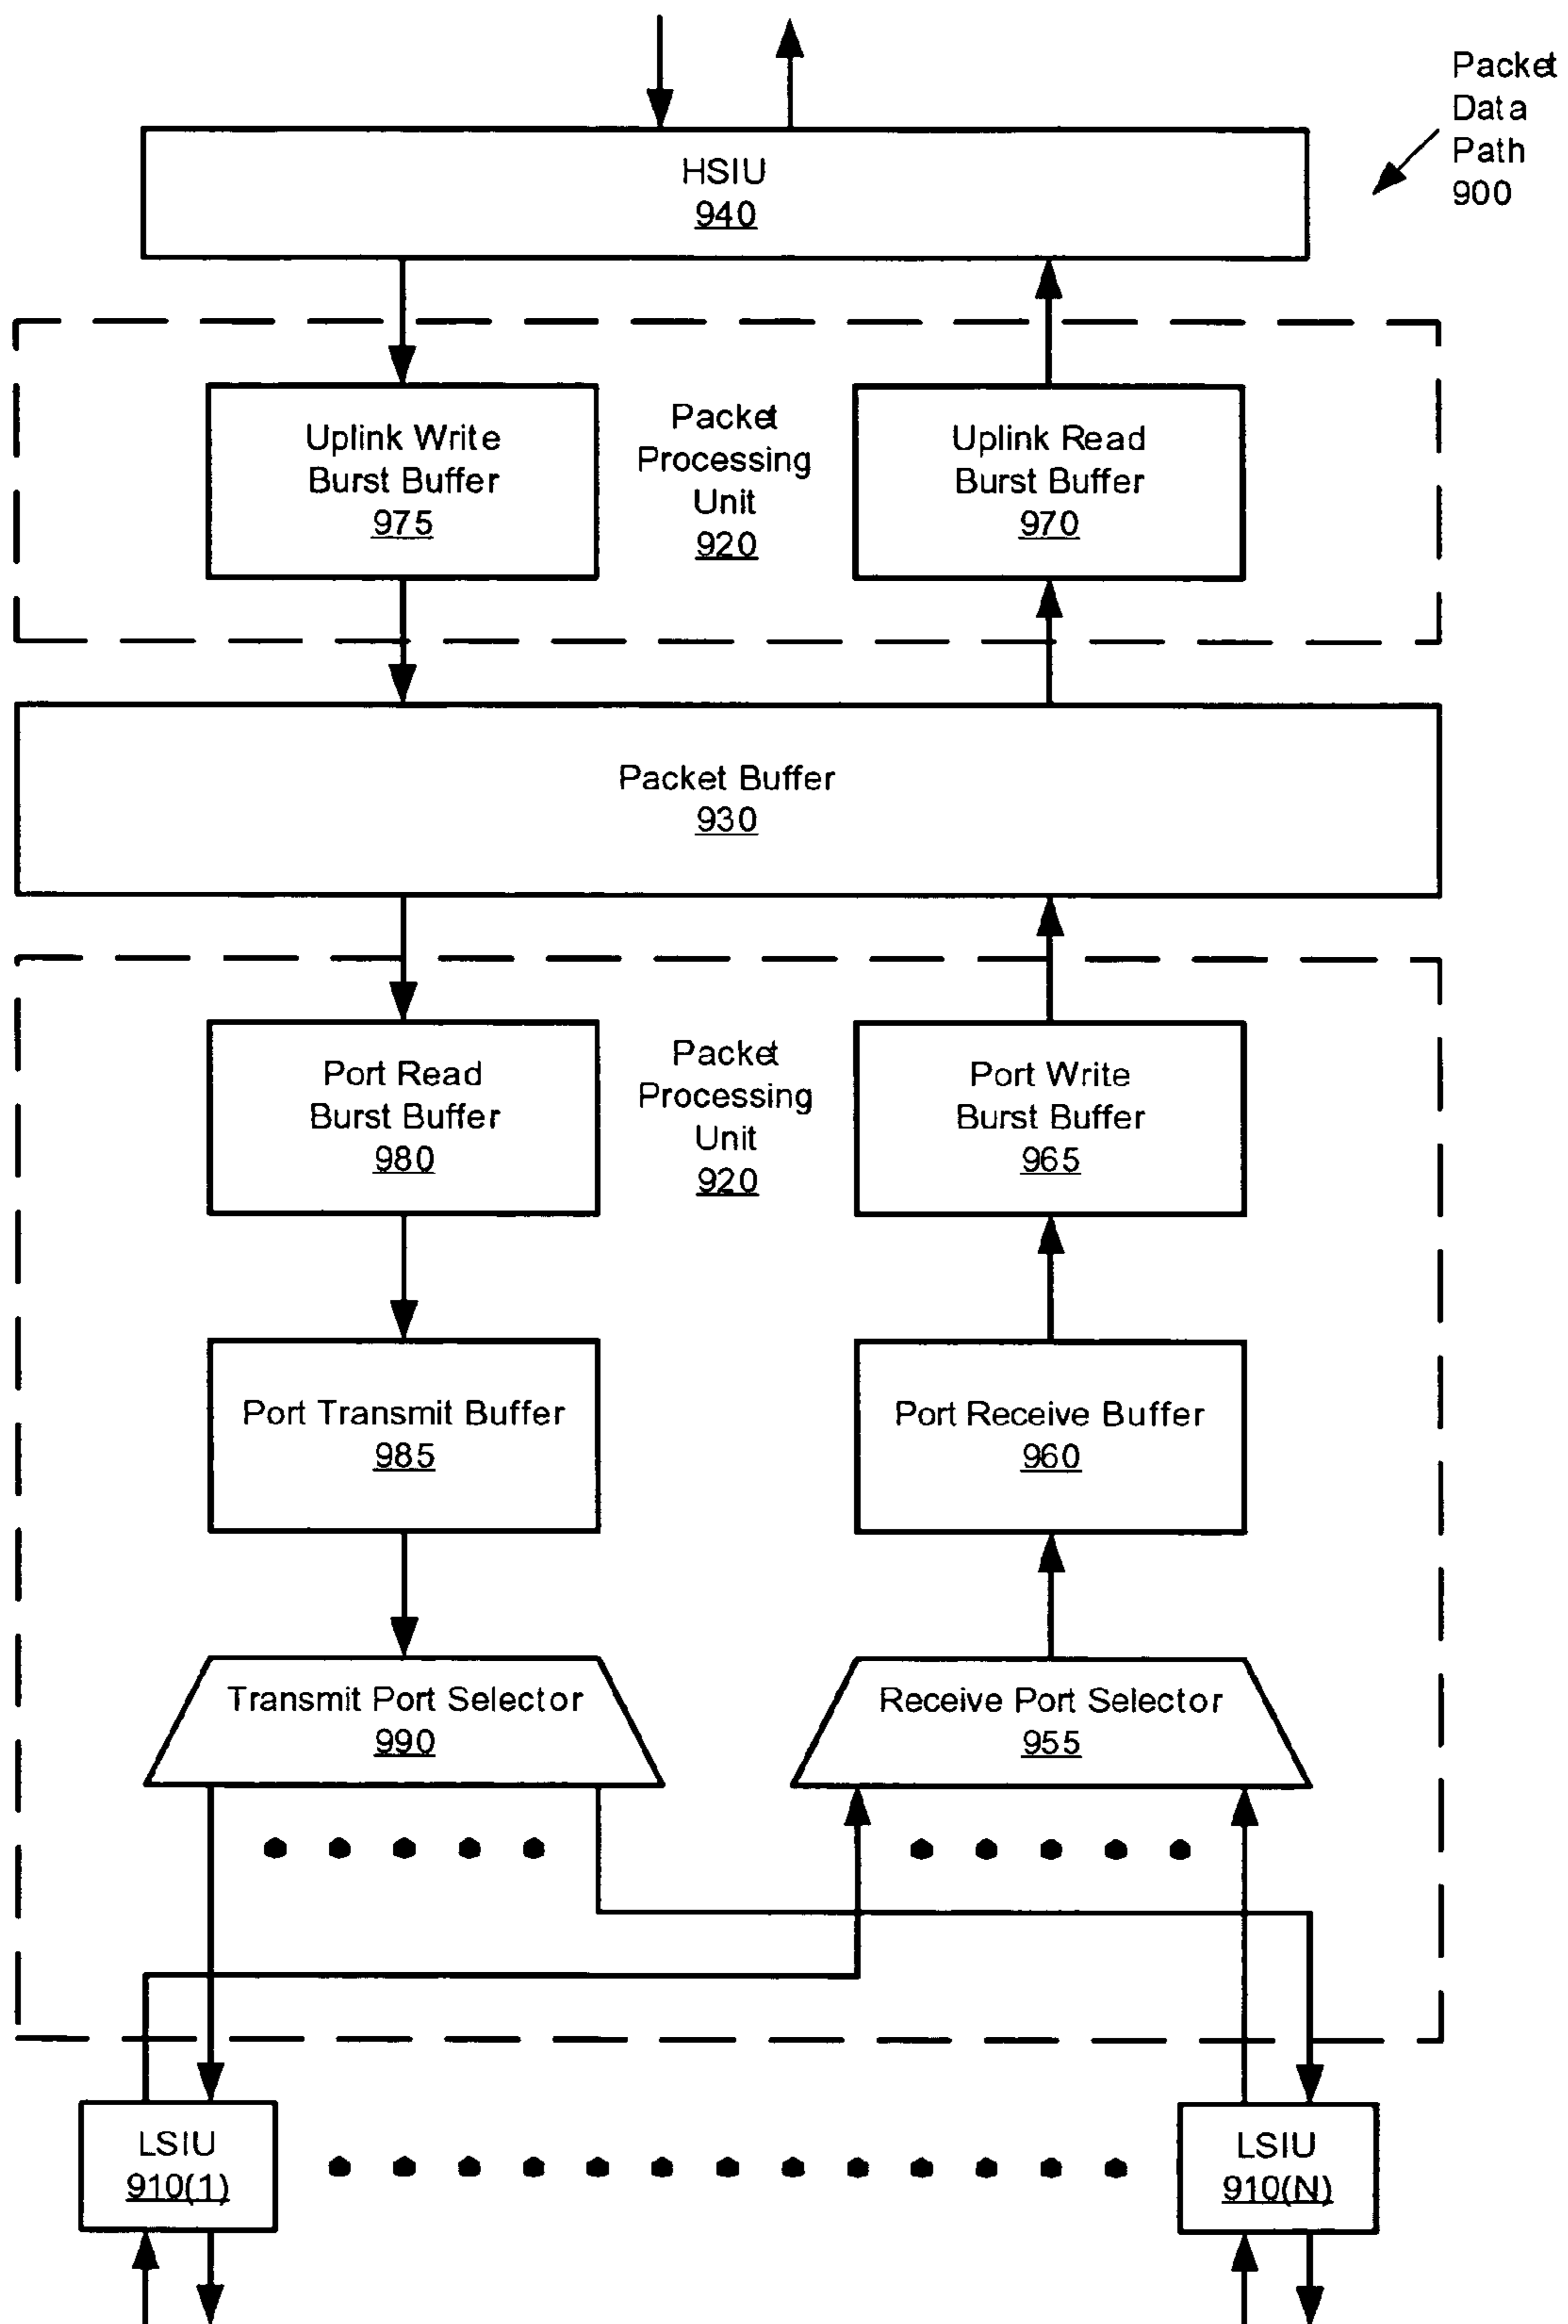 Packet
Data
Path
900
HSIU
940
Uplink Write
Burst Buffer
975
Packet
Processing
Unit
920
Uplink Read
Burst Buffer
970
Packet Buffer
930
Port Read
Burst Buffer
980
Packet
Processing
Unit
920
Port Write
Burst Buffer
965
Port Transmit Buffer
985
Port Receive Buffer
960
Transmit Port Selector
990
Receive Port Selector
955
LSIU
910(1)
LSIU
910(N)